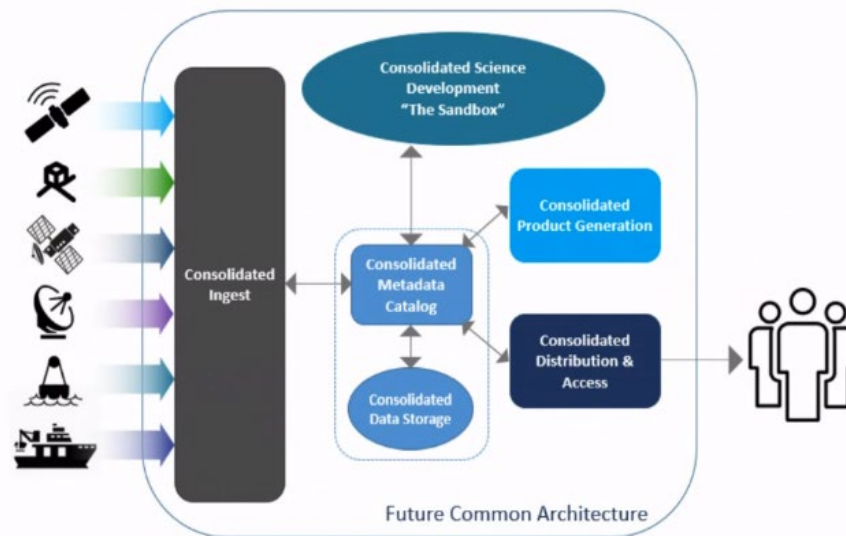 Consolidated Science
Development
“The Sandbox”
Consolidated
Product Generation
Consolidated
Ingest
Consolidated
Metadata
Catalog
Consolidated
Distribution &
Access
Consolidated
Data Storage
Future Common Architecture